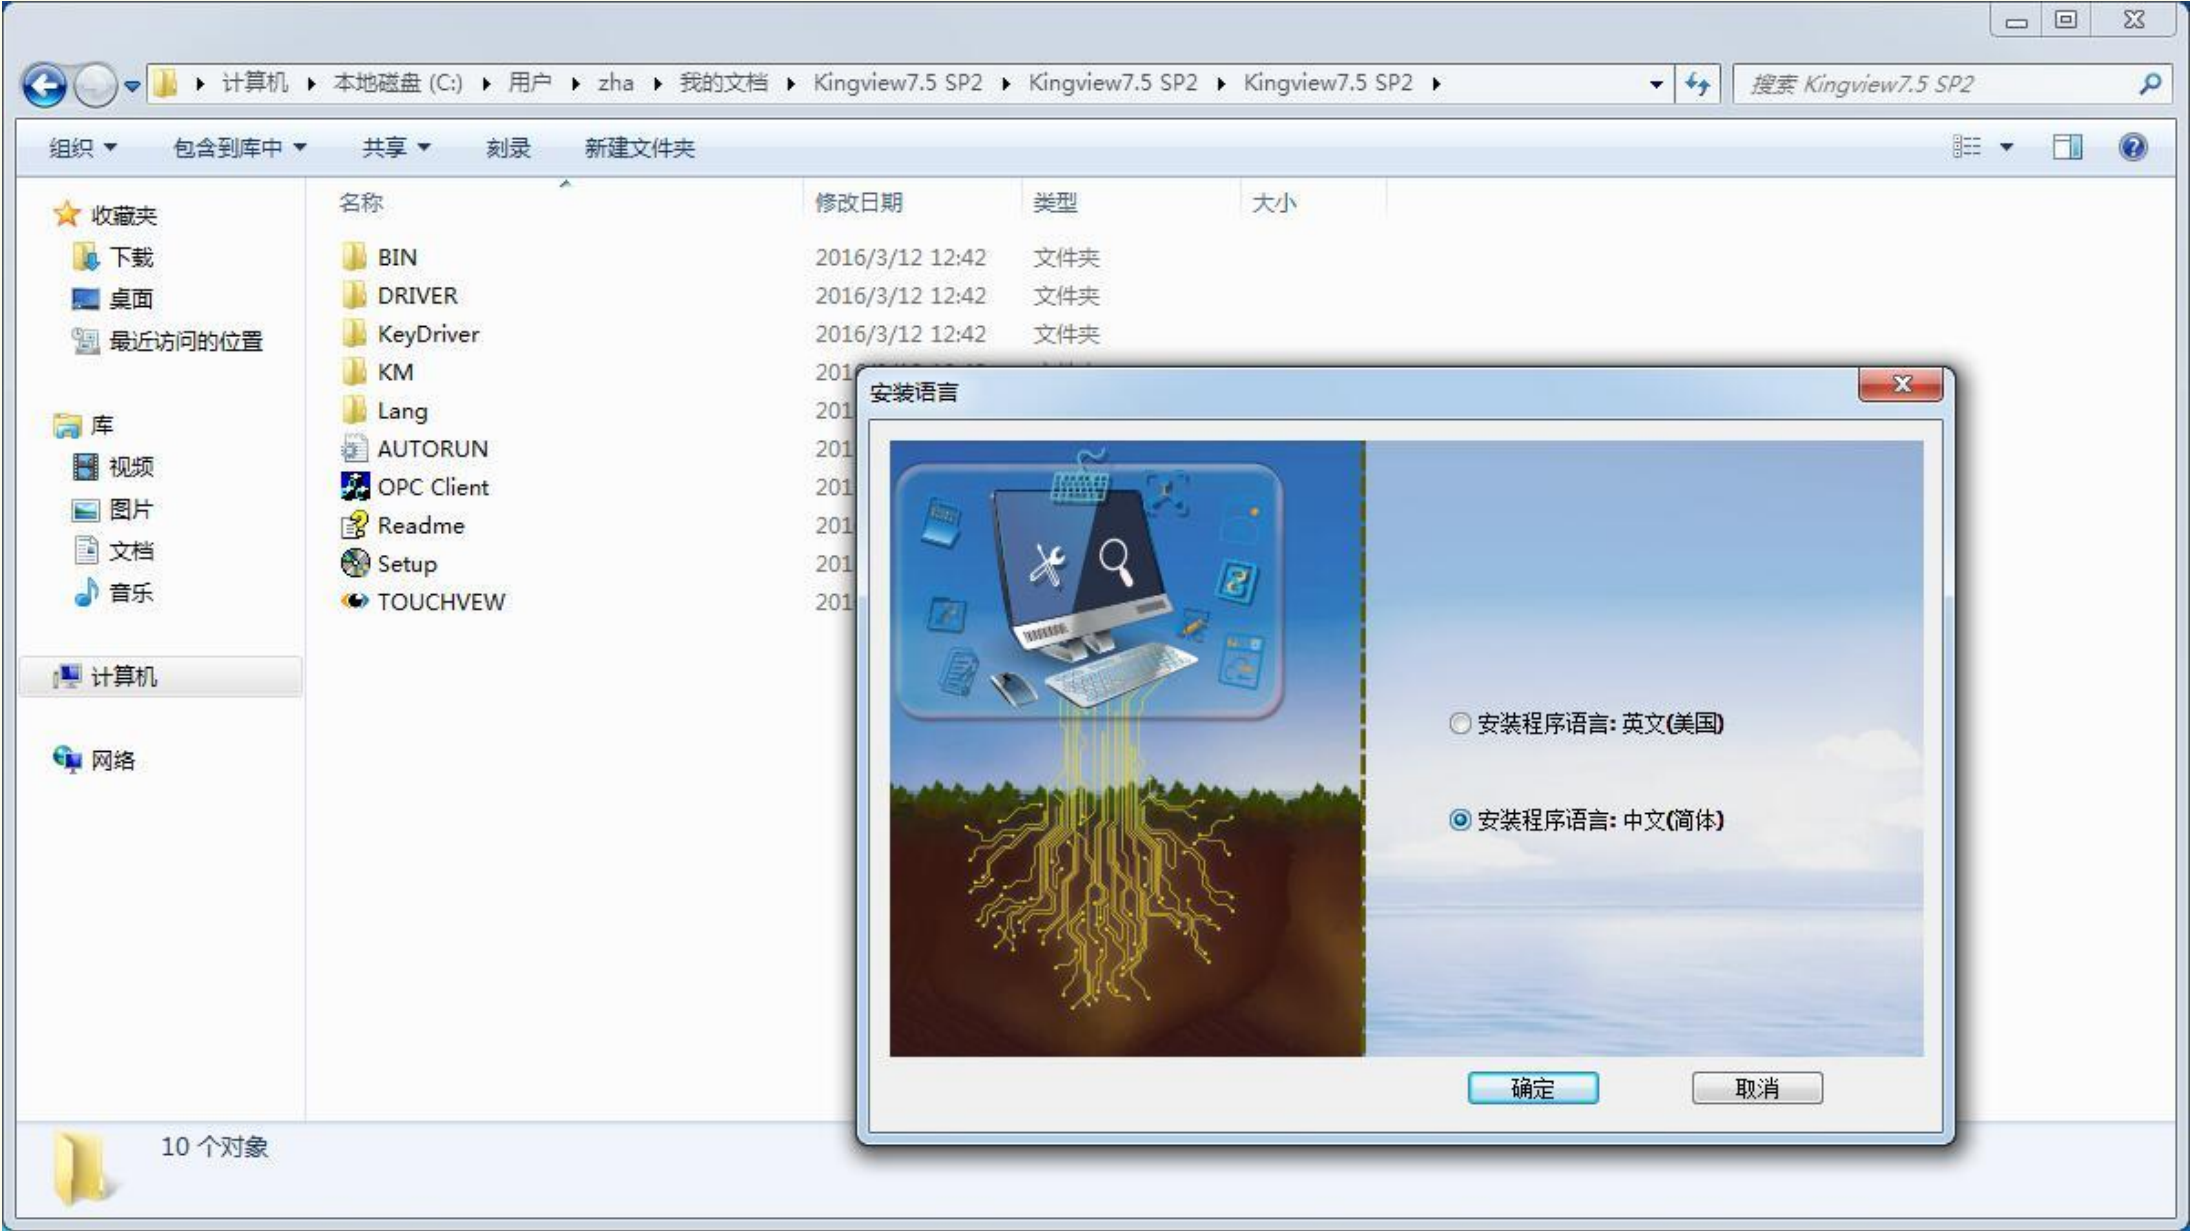 计算机 本地磁盘 (C:) 用户 zha 我的文档 Kingview7.5 SP2 Kingview7.5 SP2 Kingview7.5 SP2 搜索 Kingview7.5 SP2
组织 包含到库中 共享 刻录 新建文件夹
收藏夹
下载
桌面
最近访问的位置
库
视频
图片
文档
音乐
计算机
网络
名称 修改日期 类型 大小
BIN 2016/3/12 12:42 文件夹
DRIVER 2016/3/12 12:42 文件夹
KeyDriver 2016/3/12 12:42 文件夹
KM 201
Lang 201
AUTORUN 201
OPC Client 201
Readme 201
Setup 201
TOUCHVEW 201
安装语言
安装程序语言: 英文(美国)
安装程序语言: 中文(简体)
确定 取消
10 个对象